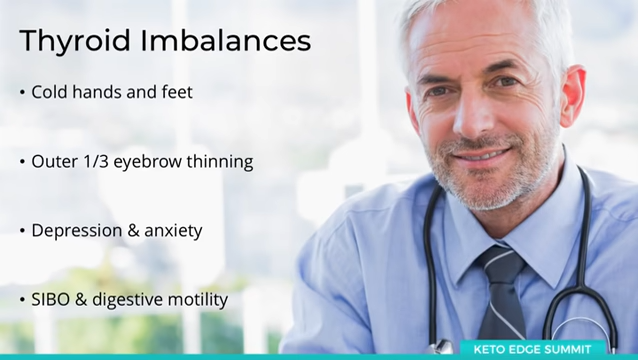 Thyroid Imbalances
• Cold hands and feet
• Outer 1/3 eyebrow thinning
• Depression & anxiety
• SIBO & digestive motility
KETO EDGE SUMMIT